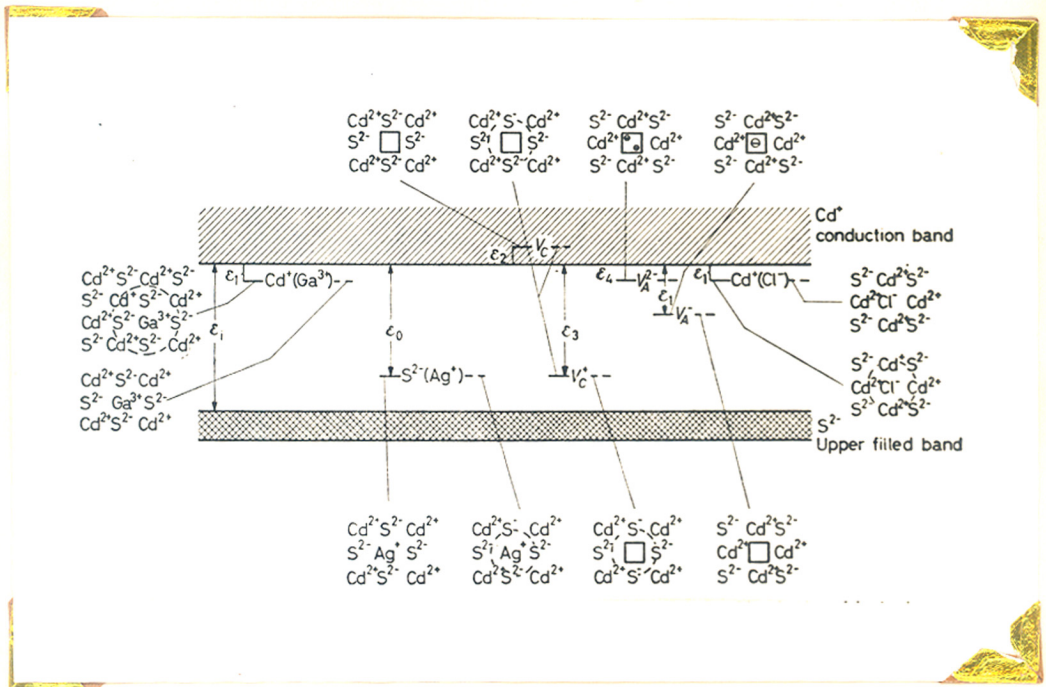 Cd²⁺S²⁻ Cd²⁺
S²⁻ □ S²⁻
Cd²⁺S²⁻ Cd²⁺
Cd²⁺S⁻ Cd²⁺
S²⁻ □ S²⁻
Cd²⁺S²⁻ Cd²⁺
S²⁻ Cd²⁺S²⁻
Cd²⁺ Cd²⁺
S²⁻ Cd²⁺ S²⁻
S²⁻ Cd²⁺S²⁻
Cd²⁺ ⊖ Cd²⁺
S²⁻ Cd²⁺S²⁻
Cd⁺
conduction band
ε₂
V꜀
ε₁
Cd⁺(Ga³⁺)
ε₄
V_A²⁻
ε₁
V_A⁻
ε₁
Cd⁺(Cl⁻)
Cd²⁺S²⁻Cd²⁺S²⁻
S²⁻ Cd⁺S²⁻Cd²⁺
Cd²⁺S²⁻Ga³⁺S²⁻
S²⁻Cd²⁺S²⁻Cd²⁺
S²⁻ Cd²⁺S²⁻
Cd²⁺Cl⁻ Cd²⁺
S²⁻ Cd²⁺S²⁻
εᵢ
ε₀
ε₃
Cd²⁺S²⁻Cd²⁺
S²⁻ Ga³⁺S²⁻
Cd²⁺S²⁻ Cd²⁺
S²⁻(Ag⁺)
V꜀⁺
S²⁻ Cd⁺S²⁻
Cd²⁺Cl⁻ Cd²⁺
S²⁻ Cd²⁺S²⁻
S²⁻
Upper filled band
Cd²⁺S²⁻ Cd²⁺
S²⁻ Ag⁺ S²⁻
Cd²⁺S²⁻ Cd²⁺
Cd²⁺S⁻ Cd²⁺
S²⁻ Ag⁺S²⁻
Cd²⁺S²⁻Cd²⁺
Cd²⁺S⁻ Cd²⁺
S²⁻ □ S²⁻
Cd²⁺S⁻ Cd²⁺
S²⁻ Cd²⁺S²⁻
Cd²⁺ □ Cd²⁺
S²⁻ Cd²⁺S²⁻